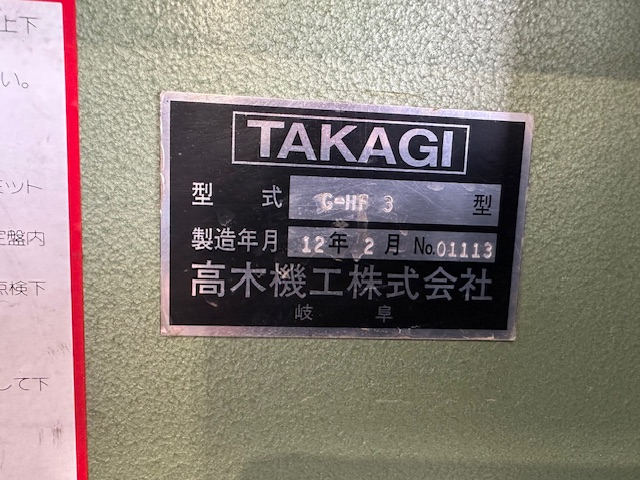 上下
い。
ミット
定盤内
点検下
して下
TAKAGI
型 式 G-HF 3 型
製造年月 12年 2月 No.01113
高木機工株式会社
岐 阜